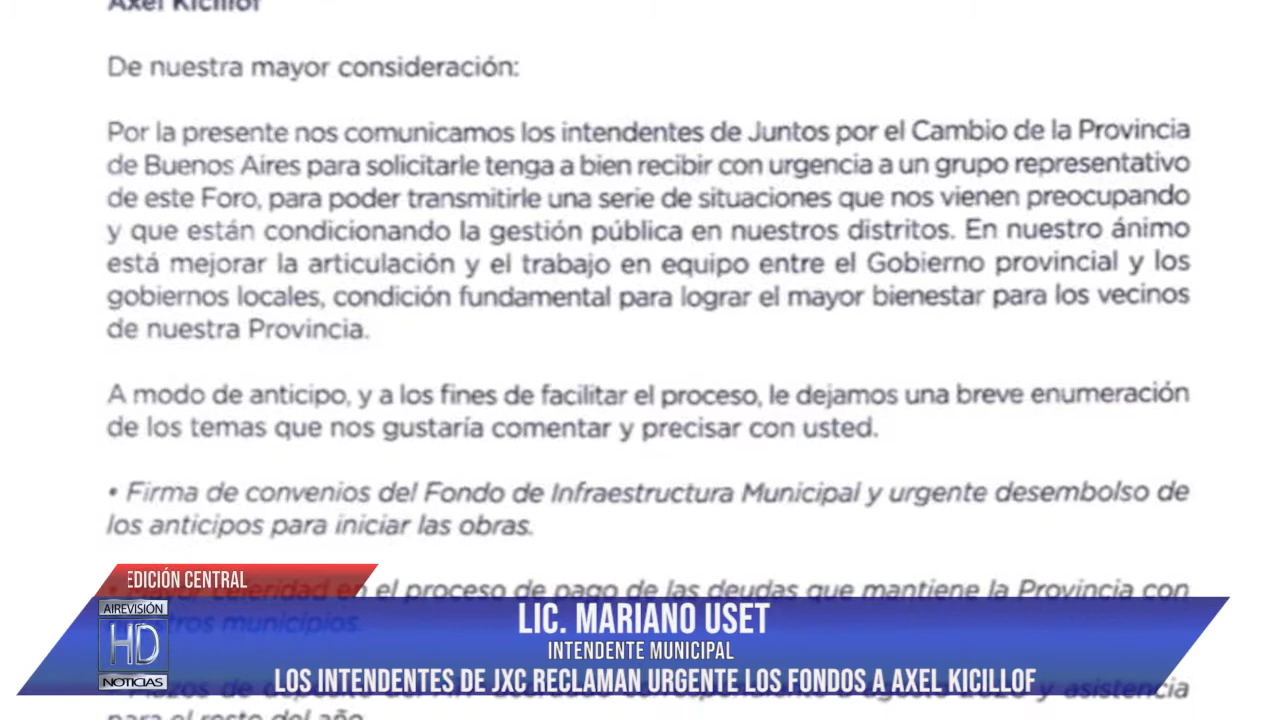 Axel Kicillof
De nuestra mayor consideración:
Por la presente nos comunicamos los intendentes de Juntos por el Cambio de la Provincia
de Buenos Aires para solicitarle tenga a bien recibir con urgencia a un grupo representativo
de este Foro, para poder transmitirle una serie de situaciones que nos vienen preocupando
y que están condicionando la gestión pública en nuestros distritos. En nuestro ánimo
está mejorar la articulación y el trabajo en equipo entre el Gobierno provincial y los
gobiernos locales, condición fundamental para lograr el mayor bienestar para los vecinos
de nuestra Provincia.
A modo de anticipo, y a los fines de facilitar el proceso, le dejamos una breve enumeración
de los temas que nos gustaría comentar y precisar con usted.
• Firma de convenios del Fondo de Infraestructura Municipal y urgente desembolso de
los anticipos para iniciar las obras.
celeridad en el proceso de pago de las deudas que mantiene la Provincia con
municipios.
EDICIÓN CENTRAL
AIREVISIÓN
HD
NOTICIAS
LIC. MARIANO USET
INTENDENTE MUNICIPAL
LOS INTENDENTES DE JXC RECLAMAN URGENTE LOS FONDOS A AXEL KICILLOF
y asistencia
para el resto del año.